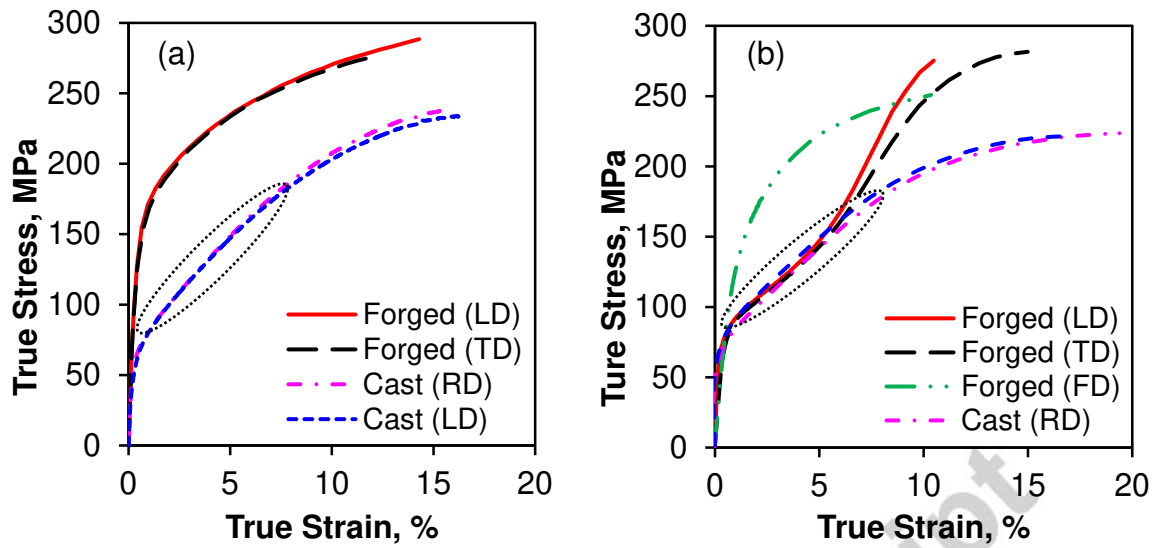 (a)
300
250
200
150
100
50
0
True Stress, MPa
Forged (LD)
Forged (TD)
Cast (RD)
Cast (LD)
0 5 10 15 20
True Strain, %
(b)
300
250
200
150
100
50
0
Ture Stress, MPa
Forged (LD)
Forged (TD)
Forged (FD)
Cast (RD)
0 5 10 15 20
True Strain, %